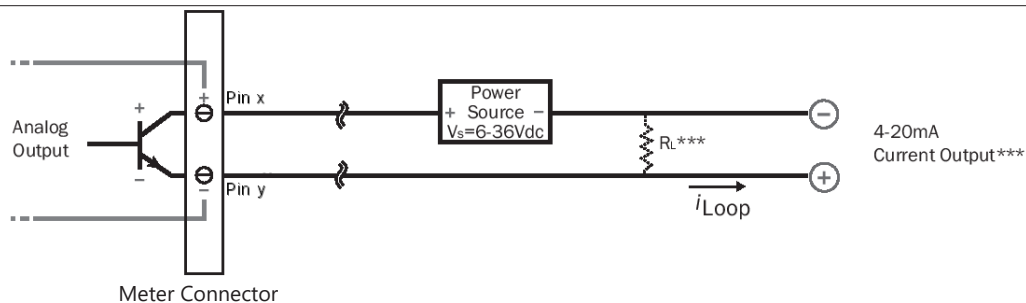 + Pin x
Power
+ Source −
Vs=6-36Vdc
+
Analog
Output
−
RL***
−
4-20mA
Current Output***
− Pin y
+
iLoop
Meter Connector